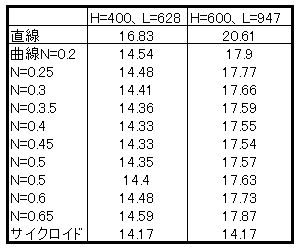 H=400、L=628 H=600、L=947
直線 16.83 20.61
曲線N=0.2 14.54 17.9
N=0.25 14.48 17.77
N=0.3 14.41 17.66
N=0.3.5 14.36 17.59
N=0.4 14.33 17.55
N=0.45 14.33 17.54
N=0.5 14.35 17.57
N=0.5 14.4 17.63
N=0.6 14.48 17.73
N=0.65 14.59 17.87
サイクロイド 14.17 14.17